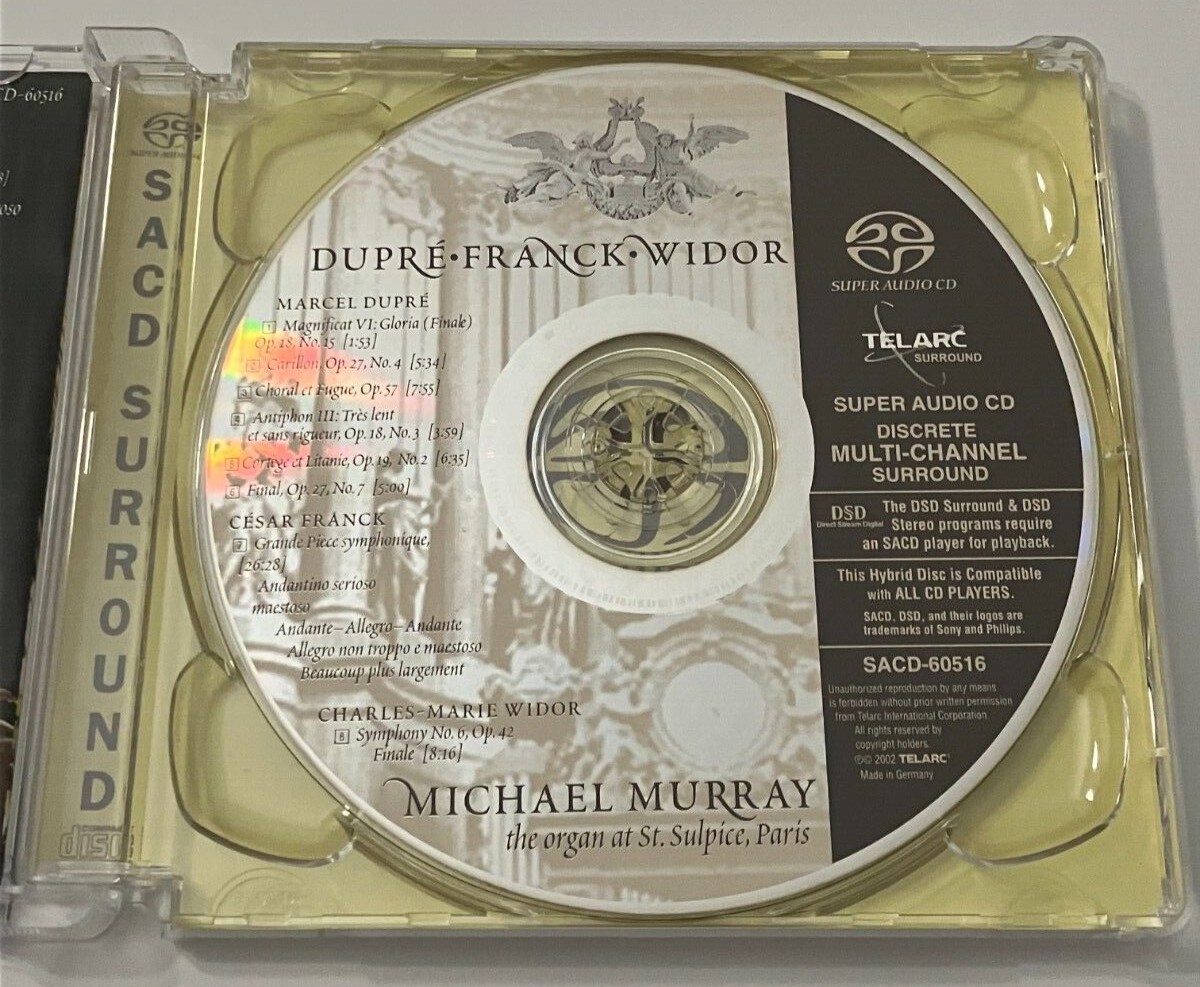 CD-60516
oso
SACD SURROUND
DUPRÉ·FRANCK·WIDOR
MARCEL DUPRÉ
1 Magnificat VI: Gloria (Finale)
Op. 18, No. 15 [1:53]
2 Carillon, Op. 27, No. 4 [5:34]
3 Choral et Fugue, Op. 57 [7:55]
4 Antiphon III: Très lent
et sans rigueur, Op. 18, No. 3 [3:59]
5 Cortège et Litanie, Op. 19, No. 2 [6:35]
6 Final, Op. 27, No. 7 [5:00]
CÉSAR FRANCK
7 Grande Pièce symphonique,
[26:28]
Andantino serioso
maestoso
Andante–Allegro–Andante
Allegro non troppo e maestoso
Beaucoup plus largement
CHARLES-MARIE WIDOR
8 Symphony No. 6, Op. 42
Finale [8:16]
MICHAEL MURRAY
the organ at St. Sulpice, Paris
SUPER AUDIO CD
TELARC
SURROUND
SUPER AUDIO CD
DISCRETE
MULTI-CHANNEL
SURROUND
DSD
Direct Stream Digital
The DSD Surround & DSD
Stereo programs require
an SACD player for playback.
This Hybrid Disc is Compatible
with ALL CD PLAYERS.
SACD, DSD, and their logos are
trademarks of Sony and Philips.
SACD-60516
Unauthorized reproduction by any means
is forbidden without prior written permission
from Telarc International Corporation.
All rights reserved by
copyright holders.
℗© 2002 TELARC
Made in Germany
disc